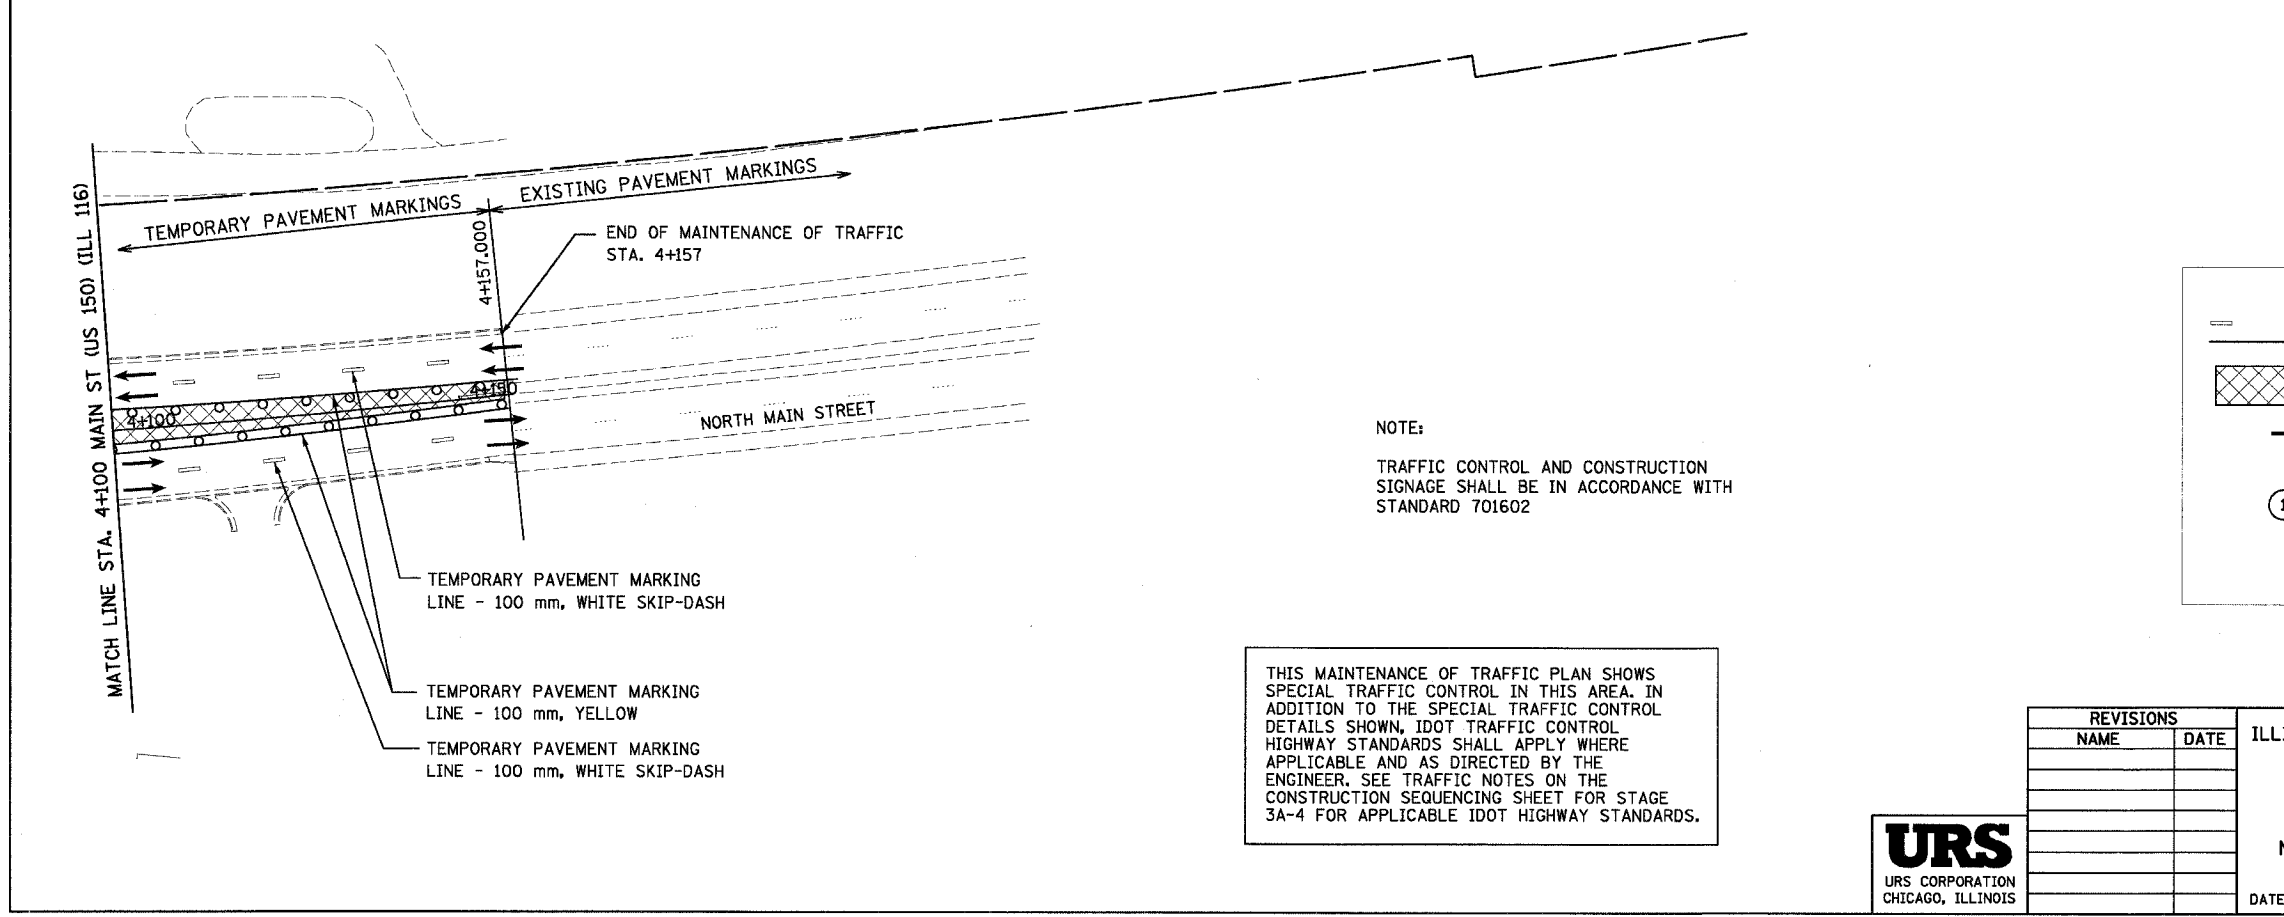 EXISTING PAVEMENT MARKINGS
TEMPORARY PAVEMENT MARKINGS
4+157.000
END OF MAINTENANCE OF TRAFFIC
STA. 4+157
MATCH LINE STA. 4+100 MAIN ST (US 150) (ILL 116)
4+150
4+100
NORTH MAIN STREET
TEMPORARY PAVEMENT MARKING
LINE - 100 mm, WHITE SKIP-DASH
TEMPORARY PAVEMENT MARKING
LINE - 100 mm, YELLOW
TEMPORARY PAVEMENT MARKING
LINE - 100 mm, WHITE SKIP-DASH
NOTE:
TRAFFIC CONTROL AND CONSTRUCTION
SIGNAGE SHALL BE IN ACCORDANCE WITH
STANDARD 701602
THIS MAINTENANCE OF TRAFFIC PLAN SHOWS
SPECIAL TRAFFIC CONTROL IN THIS AREA. IN
ADDITION TO THE SPECIAL TRAFFIC CONTROL
DETAILS SHOWN, IDOT TRAFFIC CONTROL
HIGHWAY STANDARDS SHALL APPLY WHERE
APPLICABLE AND AS DIRECTED BY THE
ENGINEER. SEE TRAFFIC NOTES ON THE
CONSTRUCTION SEQUENCING SHEET FOR STAGE
3A-4 FOR APPLICABLE IDOT HIGHWAY STANDARDS.
URS
URS CORPORATION
CHICAGO, ILLINOIS
REVISIONS
NAME DATE
DATE